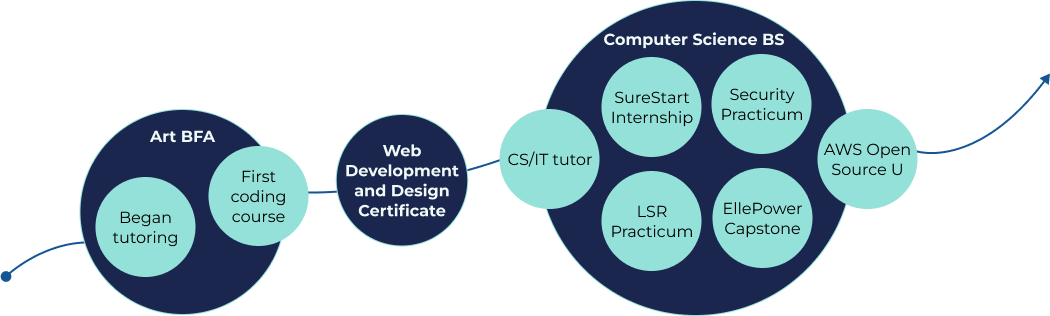 Art BFA
Began
tutoring
First
coding
course
Web
Development
and Design
Certificate
Computer Science BS
CS/IT tutor
SureStart
Internship
Security
Practicum
LSR
Practicum
EllePower
Capstone
AWS Open
Source U